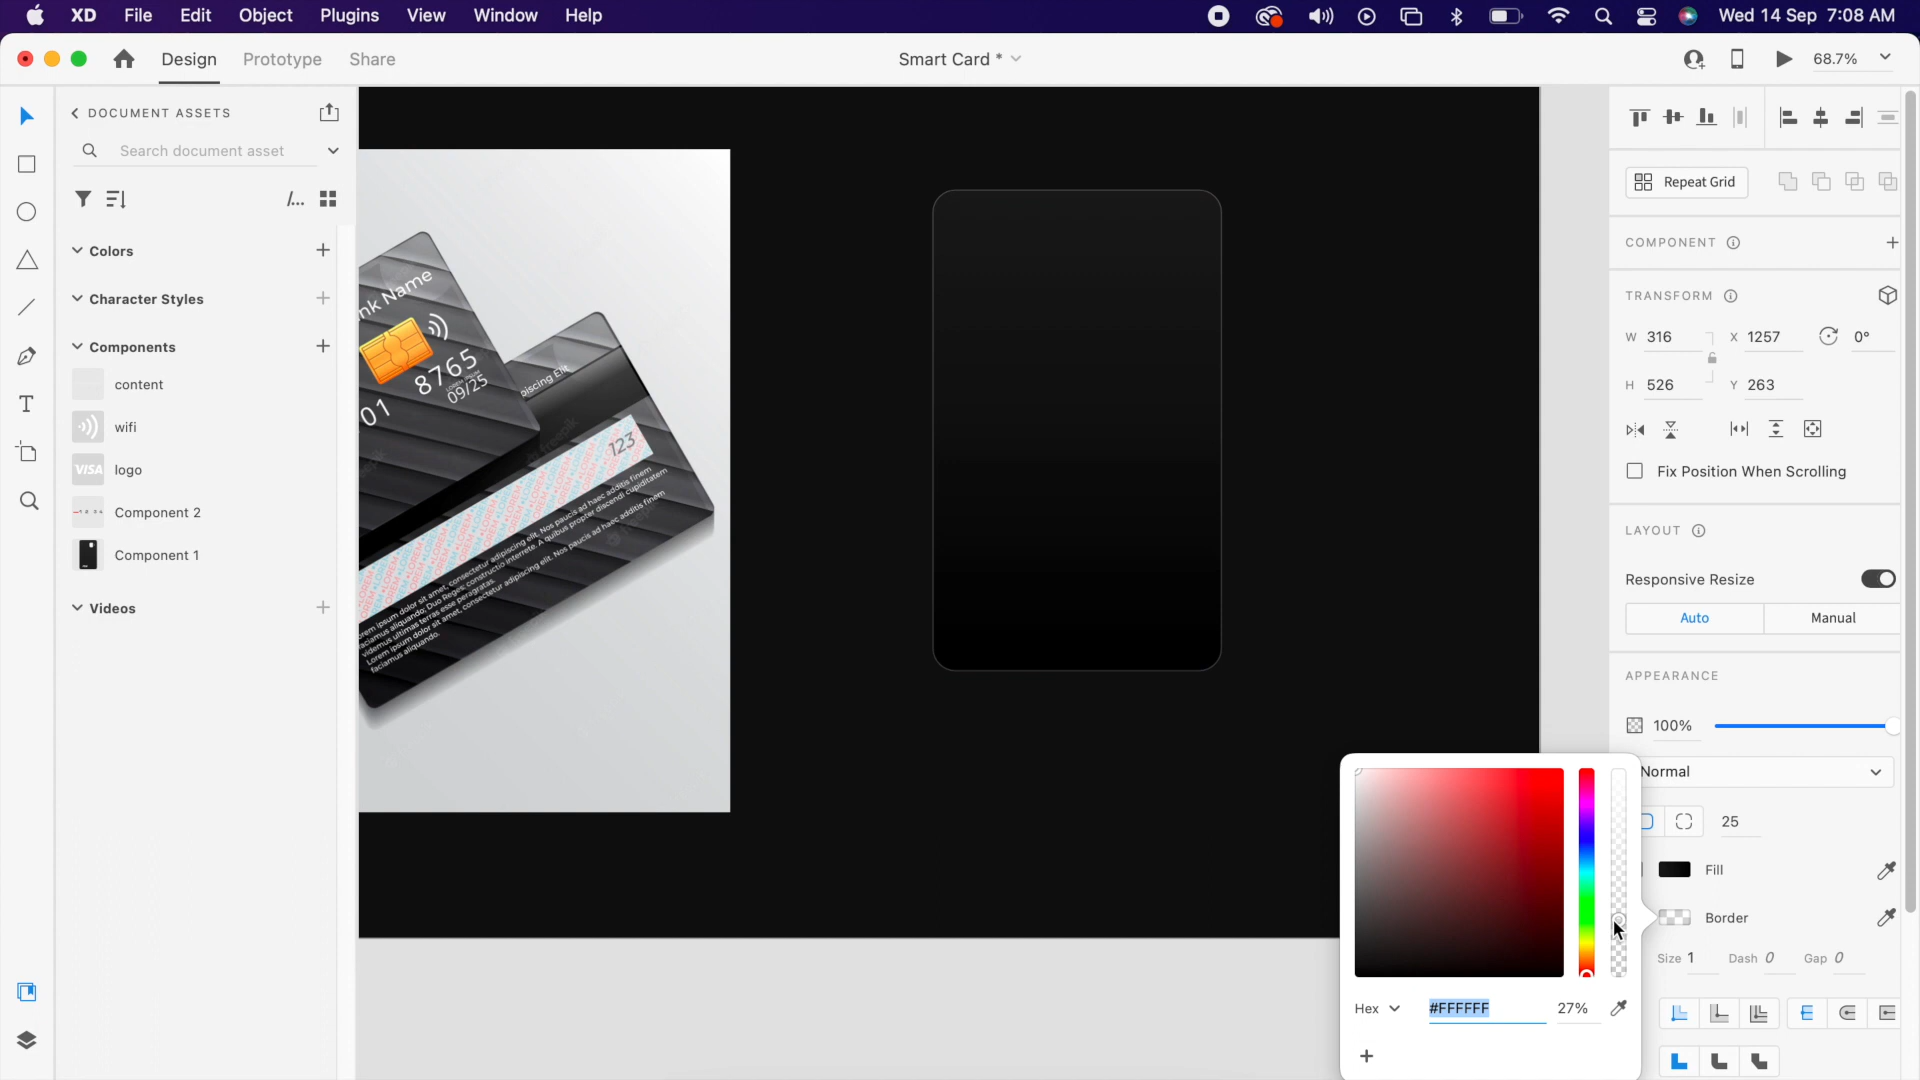 XD File Edit Object Plugins View Window Help
Wed 14 Sep 7:08 AM
Design Prototype Share
Smart Card *
68.7%
DOCUMENT ASSETS
Search document asset
/...
Colors
Character Styles
Components
content
wifi
VISA logo
Component 2
Component 1
Videos
nk Name
8765
LOREM IPSUM
09/25
01
piscing Elit
123
Repeat Grid
COMPONENT
TRANSFORM
W 316 X 1257 0°
H 526 Y 263
Fix Position When Scrolling
LAYOUT
Responsive Resize
Auto Manual
APPEARANCE
100%
Normal
25
Fill
Border
Size 1 Dash 0 Gap 0
Hex #FFFFFF 27%